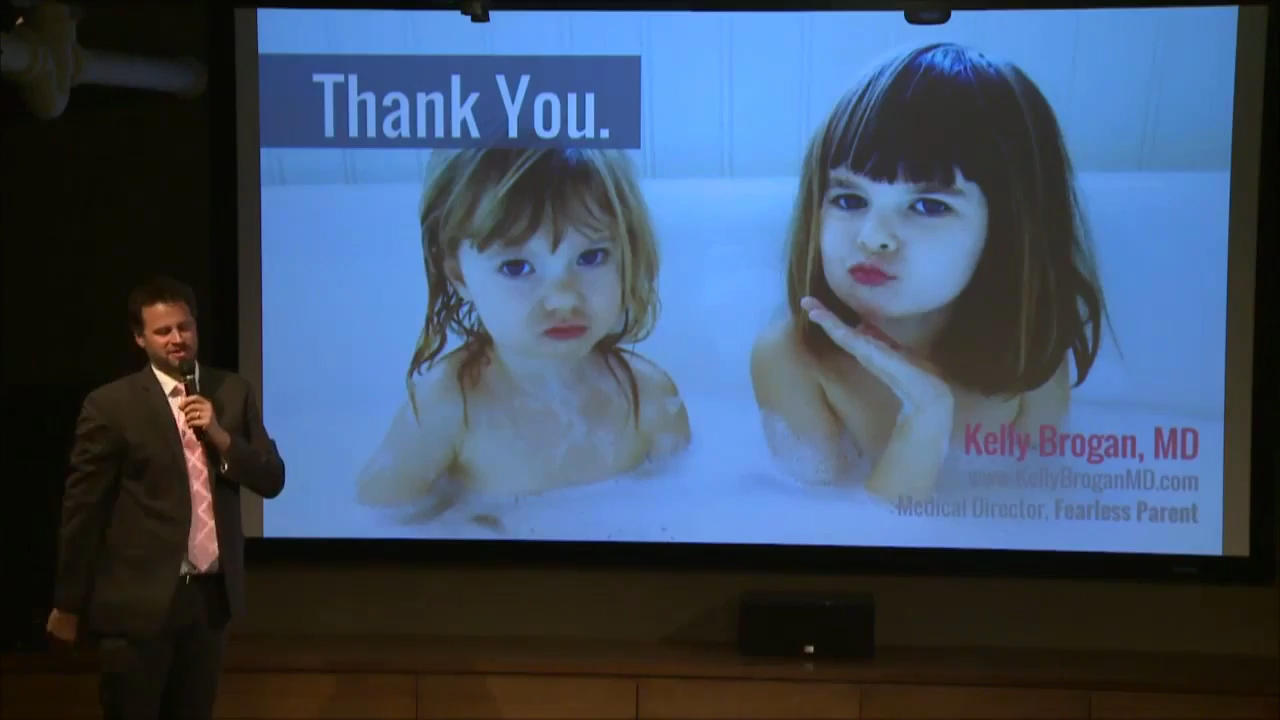 Thank You.
Kelly Brogan, MD
www.KellyBroganMD.com
Medical Director, Fearless Parent